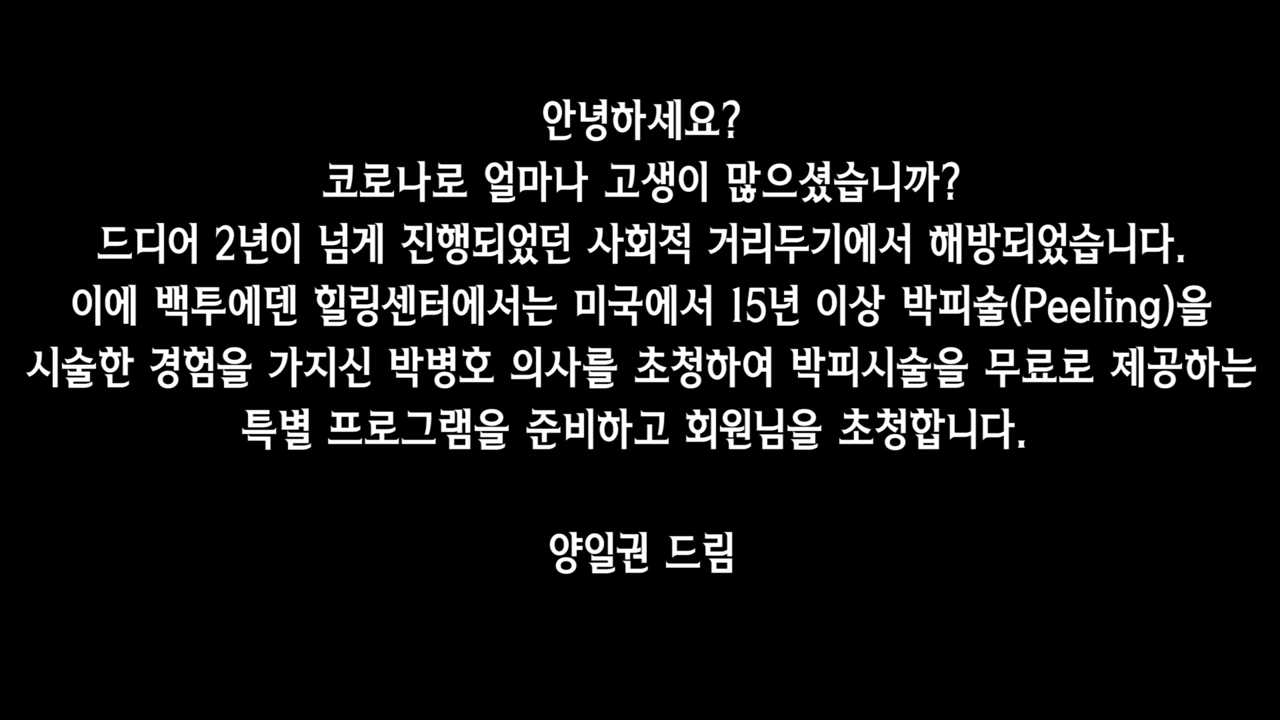 안녕하세요?
코로나로 얼마나 고생이 많으셨습니까?
드디어 2년이 넘게 진행되었던 사회적 거리두기에서 해방되었습니다.
이에 백투에덴 힐링센터에서는 미국에서 15년 이상 박피술(Peeling)을
시술한 경험을 가지신 박병호 의사를 초청하여 박피시술을 무료로 제공하는
특별 프로그램을 준비하고 회원님을 초청합니다.
양일권 드림